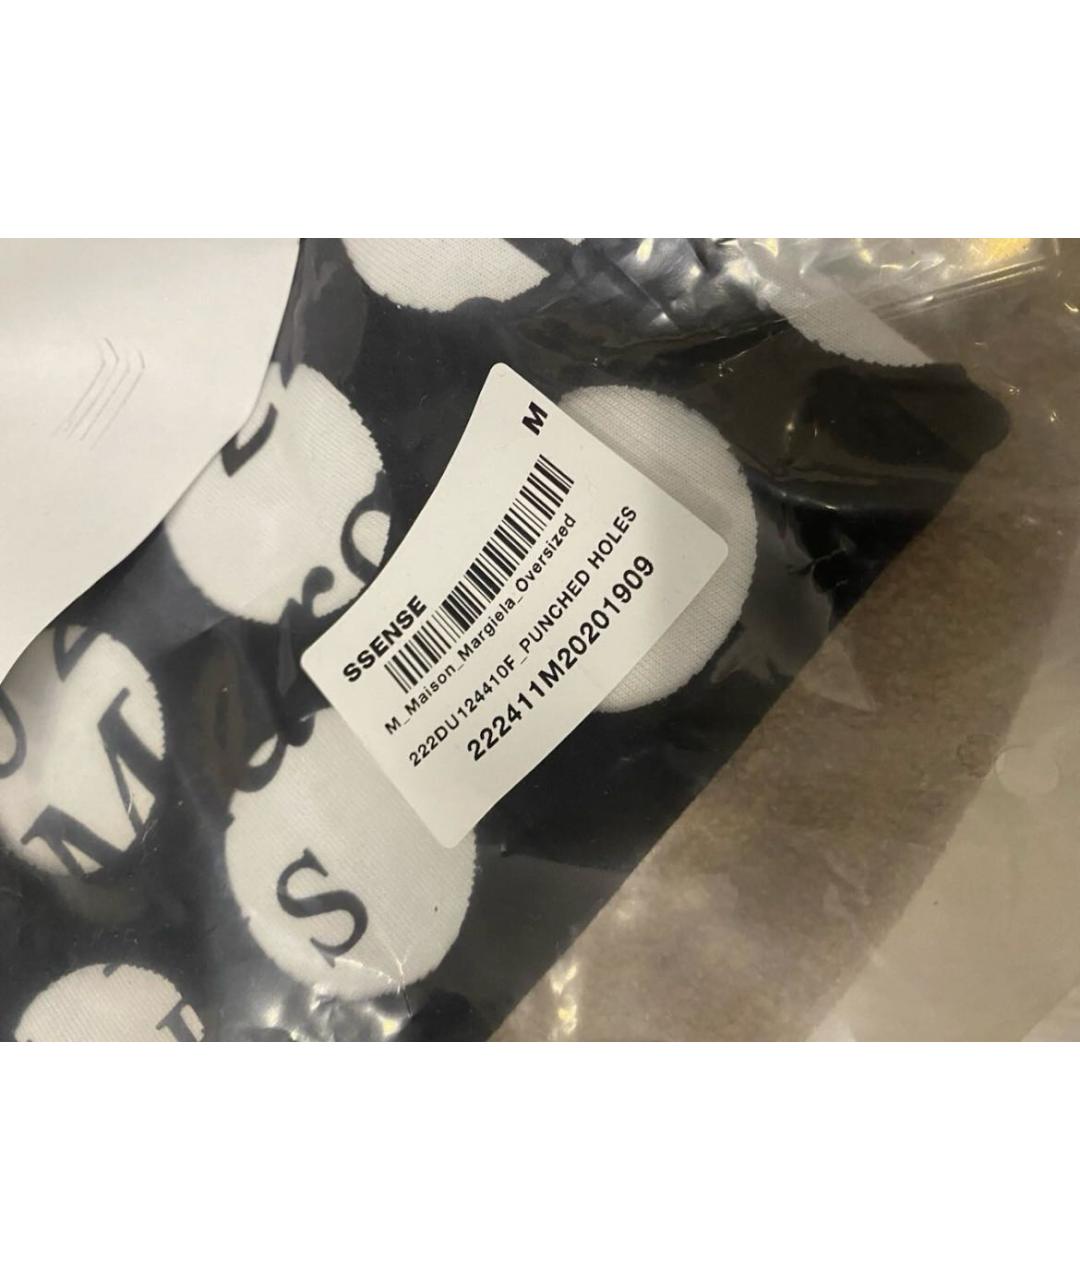 M
SSENSE
M_Maison_Margiela_Oversized
222DU124410F_PUNCHED HOLES
222411M20201909
M
S